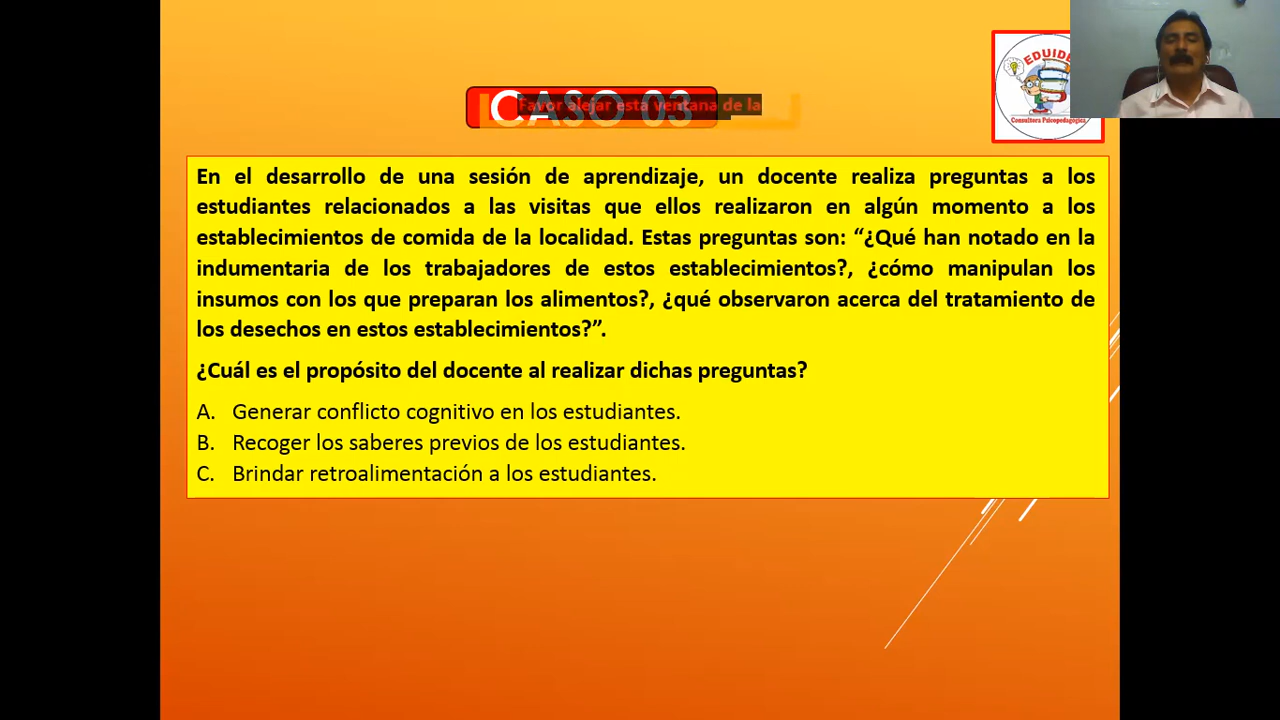 CASO 03
Favor alejar esta ventana de la
EDUIDE
Consultora Psicopedagógica
En el desarrollo de una sesión de aprendizaje, un docente realiza preguntas a los
estudiantes relacionados a las visitas que ellos realizaron en algún momento a los
establecimientos de comida de la localidad. Estas preguntas son: “¿Qué han notado en la
indumentaria de los trabajadores de estos establecimientos?, ¿cómo manipulan los
insumos con los que preparan los alimentos?, ¿qué observaron acerca del tratamiento de
los desechos en estos establecimientos?”.
¿Cuál es el propósito del docente al realizar dichas preguntas?
A. Generar conflicto cognitivo en los estudiantes.
B. Recoger los saberes previos de los estudiantes.
C. Brindar retroalimentación a los estudiantes.